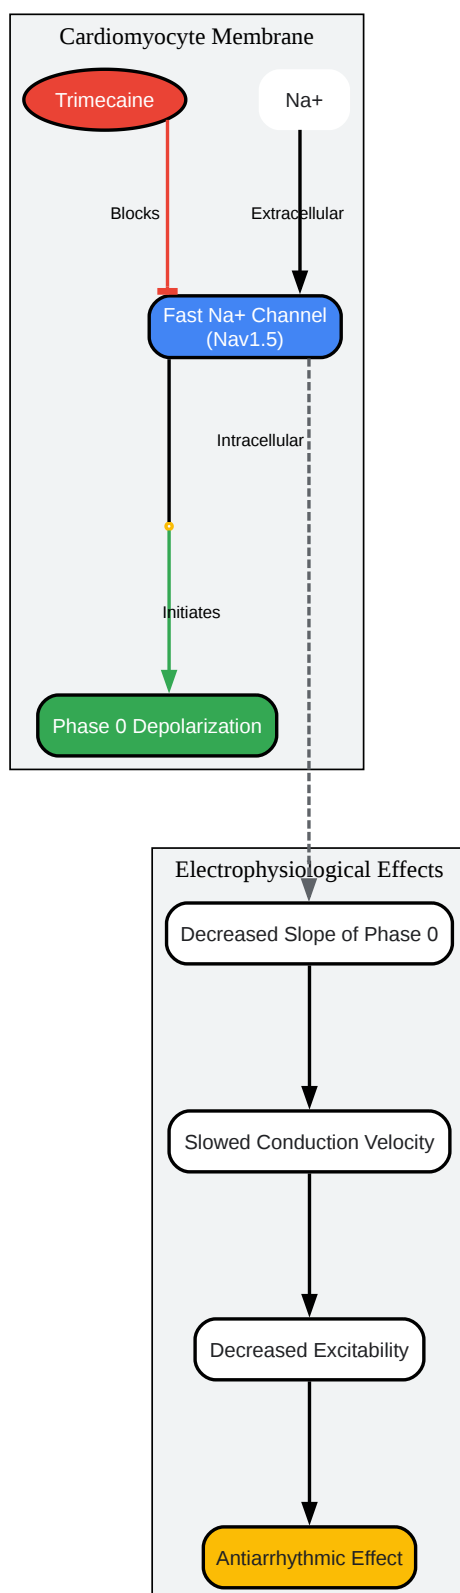 Cardiomyocyte Membrane
Trimecaine
Na+
Blocks
Extracellular
Fast Na+ Channel
(Nav1.5)
Intracellular
Initiates
Phase 0 Depolarization
Electrophysiological Effects
Decreased Slope of Phase 0
Slowed Conduction Velocity
Decreased Excitability
Antiarrhythmic Effect